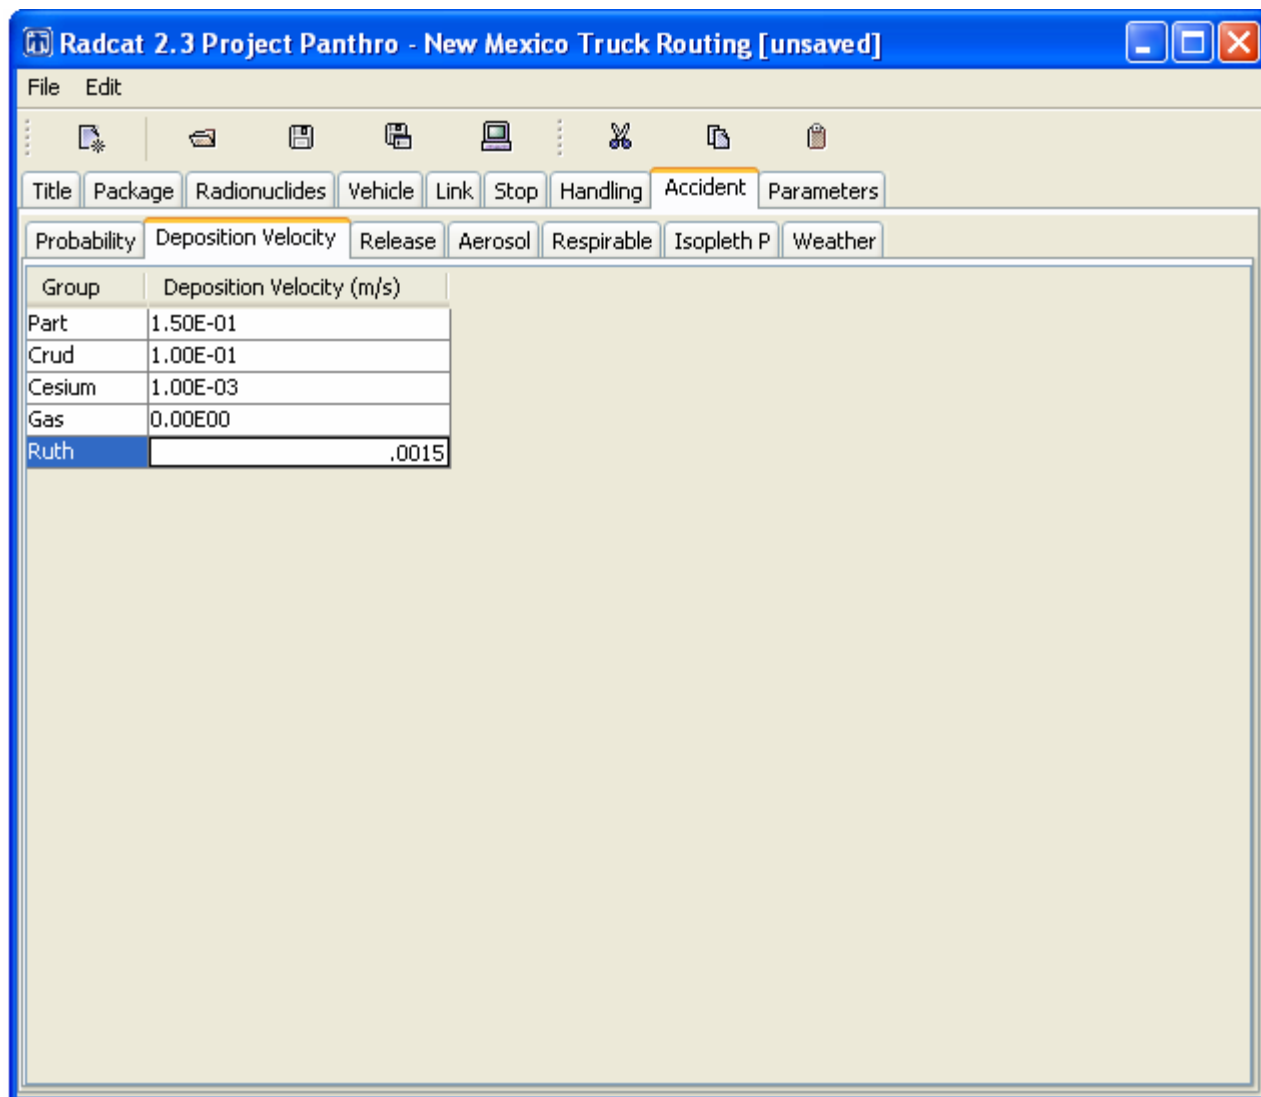 Radcat 2.3 Project Panthro - New Mexico Truck Routing [unsaved]
File Edit
Title Package Radionuclides Vehicle Link Stop Handling Accident Parameters
Probability Deposition Velocity Release Aerosol Respirable Isopleth P Weather
Group Deposition Velocity (m/s)
Part 1.50E-01
Crud 1.00E-01
Cesium 1.00E-03
Gas 0.00E00
Ruth .0015